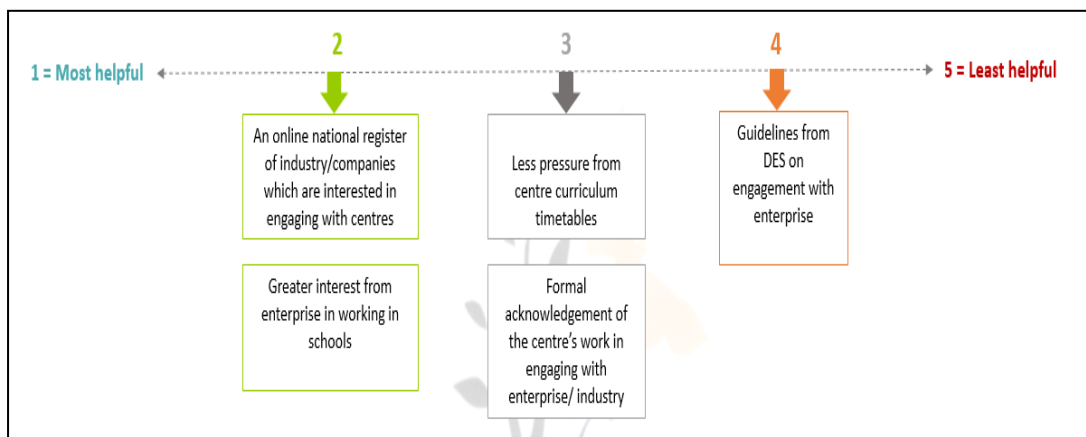 2
3
4
1 = Most helpful
5 = Least helpful
An online national register
of industry/companies
which are interested in
engaging with centres
Less pressure from
centre curriculum
timetables
Guidelines from
DES on
engagement with
enterprise
Greater interest from
enterprise in working in
schools
Formal
acknowledgement of
the centre's work in
engaging with
enterprise/ industry